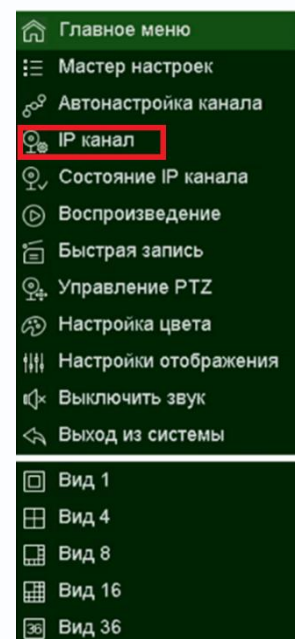 Главное меню
Мастер настроек
Автонастройка канала
IP канал
Состояние IP канала
Воспроизведение
Быстрая запись
Управление PTZ
Настройка цвета
Настройки отображения
Выключить звук
Выход из системы
Вид 1
Вид 4
Вид 8
Вид 16
36 Вид 36